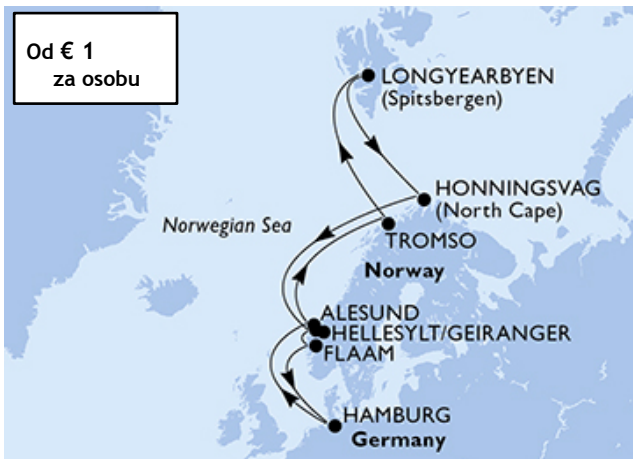 Od € 1
za osobu
LONGYEARBYEN
(Spitsbergen)
HONNINGSVAG
(North Cape)
Norwegian Sea
TROMSO
Norway
ALESUND
HELLESYLT/GEIRANGER
FLAAM
HAMBURG
Germany